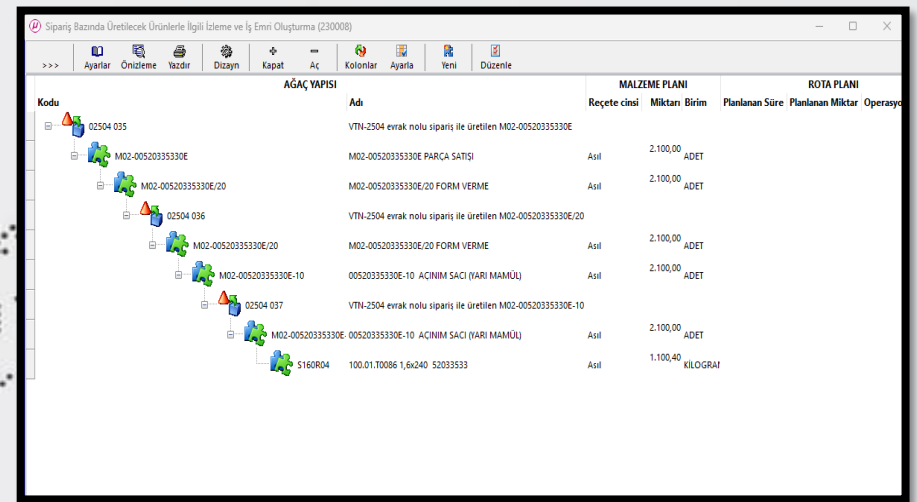 Sipariş Bazında Üretilecek Ürünlerle İlgili İzleme ve İş Emri Oluşturma (230008)
>>> Ayarlar Önizleme Yazdır Dizayn Kapat Aç Kolonlar Ayarla Yeni Düzenle
AĞAÇ YAPISI MALZEME PLANI ROTA PLANI
Kodu Adı Reçete cinsi Miktarı Birim Planlanan Süre Planlanan Miktar Operasyo
02504 035 VTN-2504 evrak nolu sipariş ile üretilen M02-00520335330E
M02-00520335330E M02-00520335330E PARÇA SATIŞI Asıl 2.100,00 ADET
M02-00520335330E/20 M02-00520335330E/20 FORM VERME Asıl 2.100,00 ADET
02504 036 VTN-2504 evrak nolu sipariş ile üretilen M02-00520335330E/20
M02-00520335330E/20 M02-00520335330E/20 FORM VERME Asıl 2.100,00 ADET
M02-00520335330E-10 00520335330E-10 AÇINIM SACI (YARI MAMÜL) Asıl 2.100,00 ADET
02504 037 VTN-2504 evrak nolu sipariş ile üretilen M02-00520335330E-10
M02-00520335330E- 00520335330E-10 AÇINIM SACI (YARI MAMÜL) Asıl 2.100,00 ADET
S160R04 100.01.T0086 1,6x240 52033533 Asıl 1.100,40 KİLOGRAM